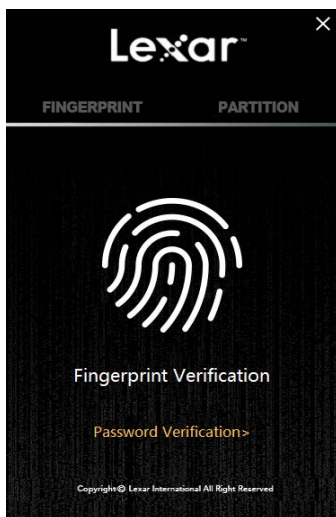 Lexar™
FINGERPRINT PARTITION
Fingerprint Verification
Password Verification>
Copyright© Lexar International All Right Reserved